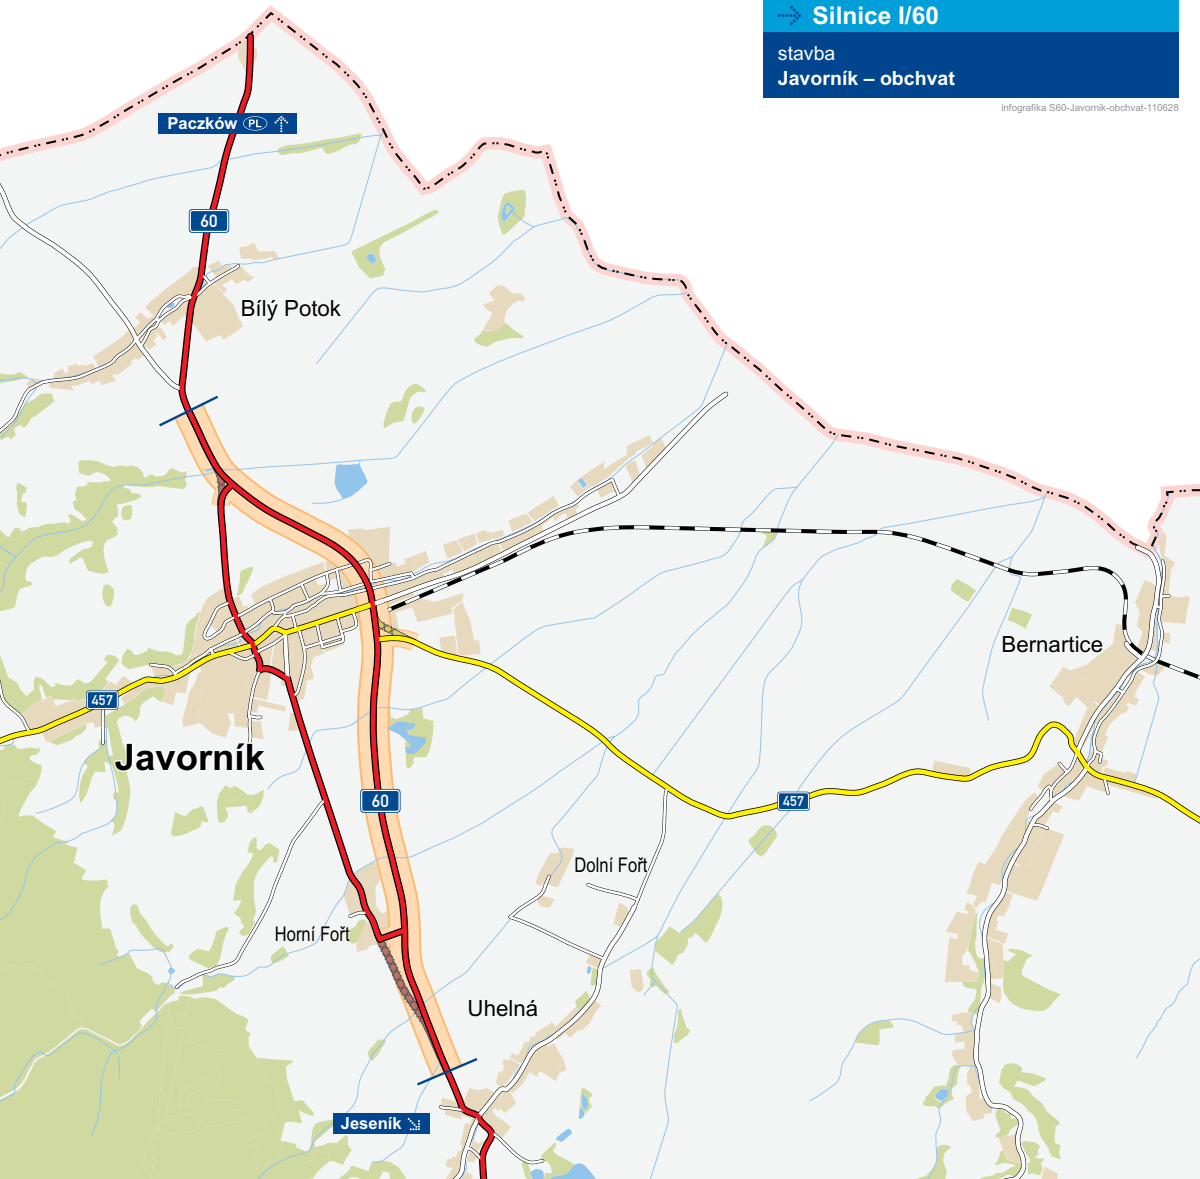 Silnice I/60
stavba
Javorník – obchvat
infografika S60-Javornik-obchvat-110628
Paczków PL
60
Bílý Potok
Bernartice
457
Javorník
60
457
Dolní Fořt
Horní Fořt
Uhelná
Jeseník